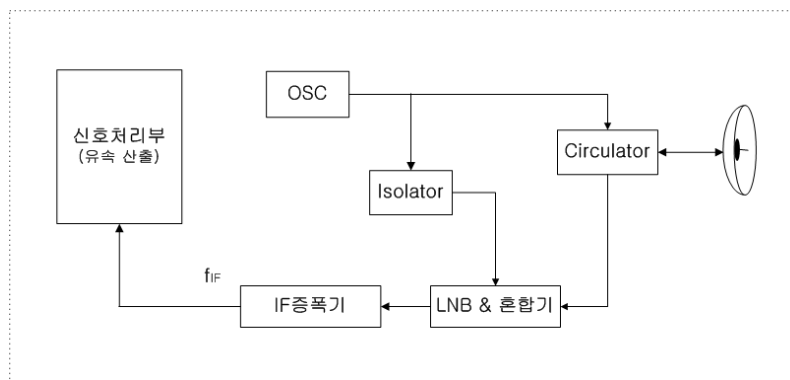 OSC
신호처리부
(유속 산출)
Circulator
Isolator
fIF
IF증폭기
LNB & 혼합기